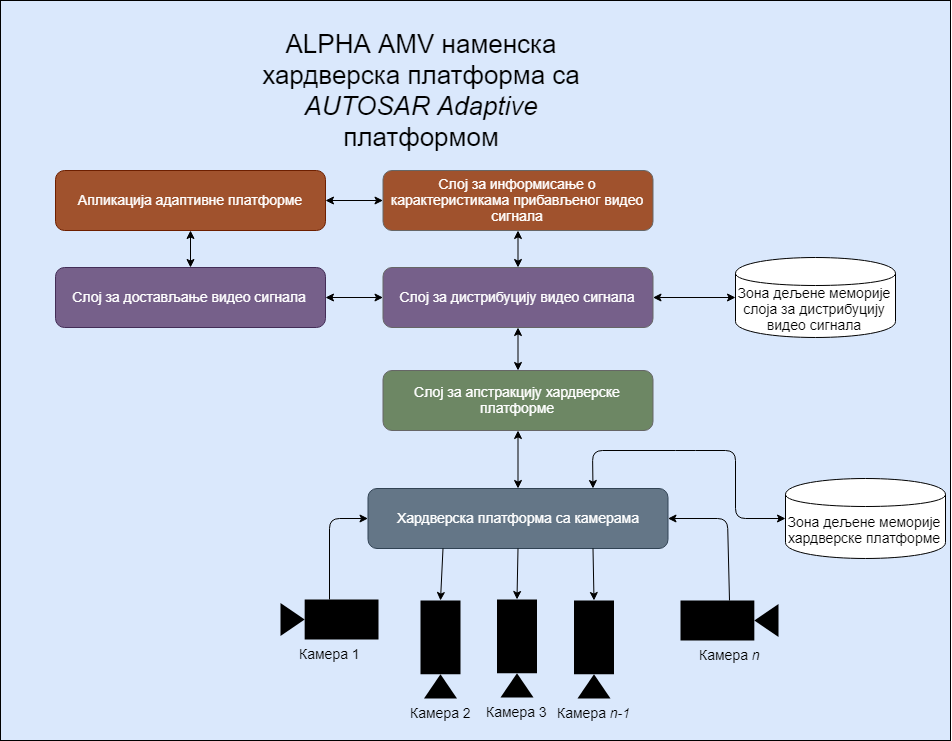 ALPHA AMV наменска
хардверска платформа са
AUTOSAR Adaptive
платформом
Апликација адаптивне платформе
Слој за информисање о
карактеристикама прибављеног видео
сигнала
Слој за достављање видео сигнала
Слој за дистрибуцију видео сигнала
Зона дељене меморије
слоја за дистрибуцију
видео сигнала
Слој за апстракцију хардверске
платформе
Хардверска платформа са камерама
Зона дељене меморије
хардверске платформе
Камера 1
Камера n
Камера 2
Камера 3
Камера n-1